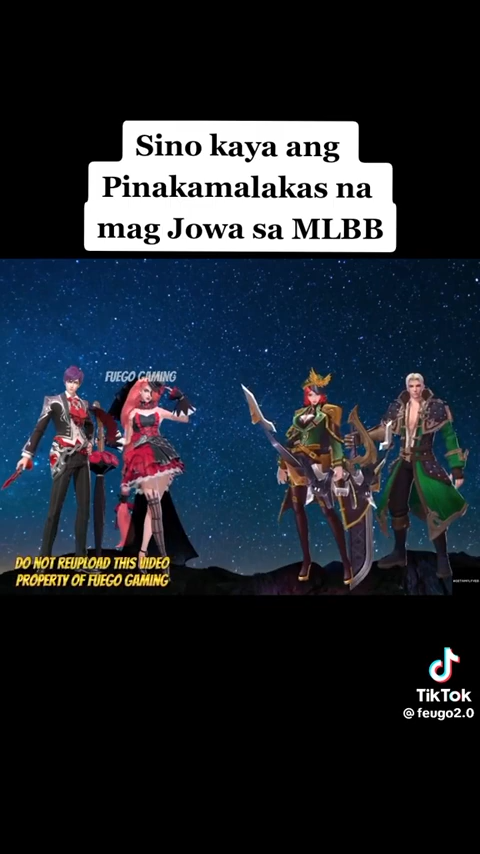 Sino kaya ang
Pinakamalakas na
mag Jowa sa MLBB
FUEGO GAMING
DO NOT REUPLOAD THIS VIDEO
PROPERTY OF FUEGO GAMING
TikTok
@feugo2.0